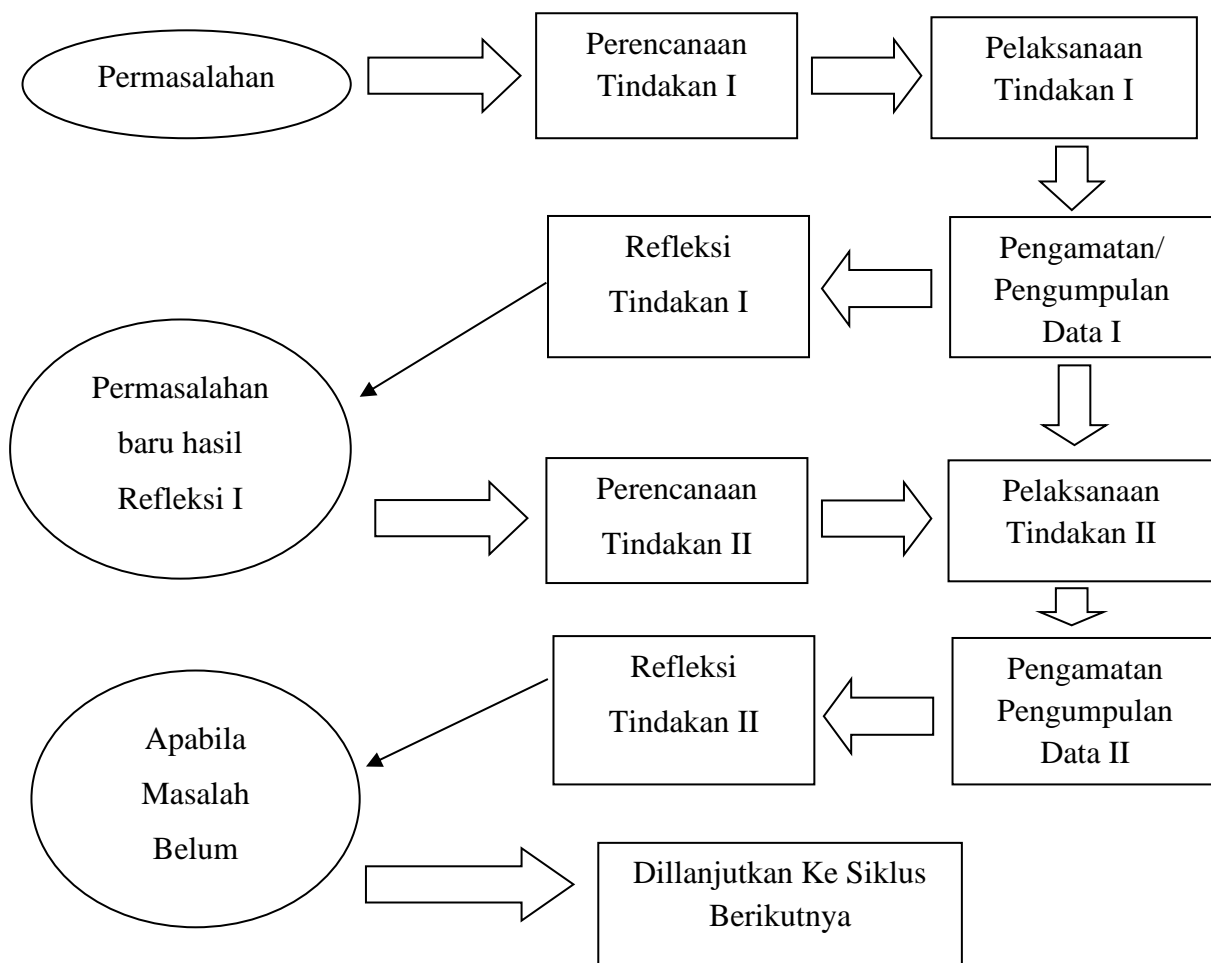 Permasalahan
Perencanaan
Tindakan I
Pelaksanaan
Tindakan I
Refleksi
Tindakan I
Pengamatan/
Pengumpulan
Data I
Permasalahan
baru hasil
Refleksi I
Perencanaan
Tindakan II
Pelaksanaan
Tindakan II
Refleksi
Tindakan II
Pengamatan
Pengumpulan
Data II
Apabila
Masalah
Belum
Dillanjutkan Ke Siklus
Berikutnya